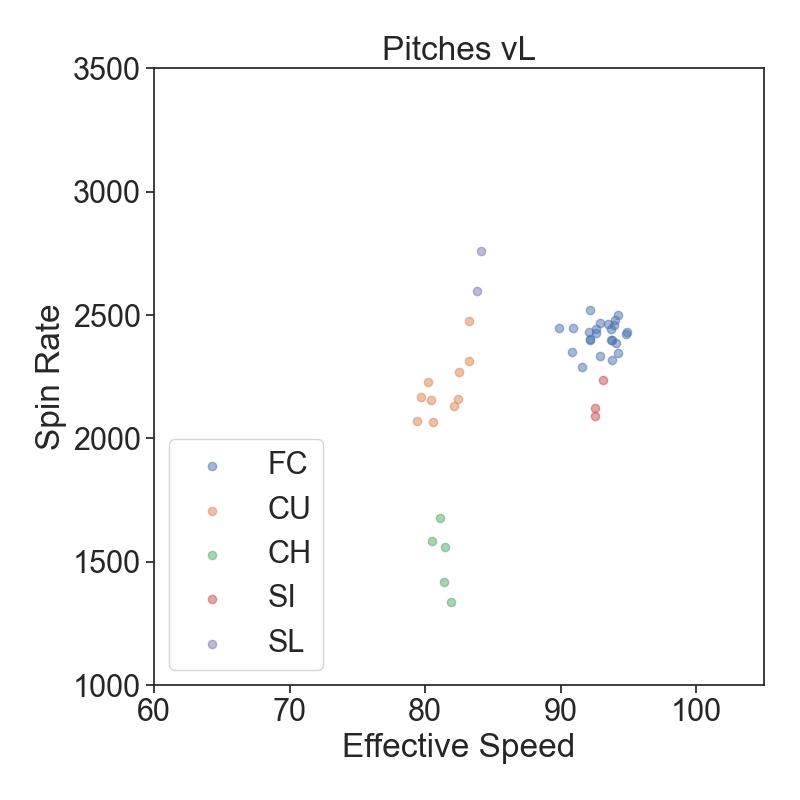 Pitches vL
3500
3000
2500
2000
1500
1000
Spin Rate
FC
CU
CH
SI
SL
60 70 80 90 100
Effective Speed